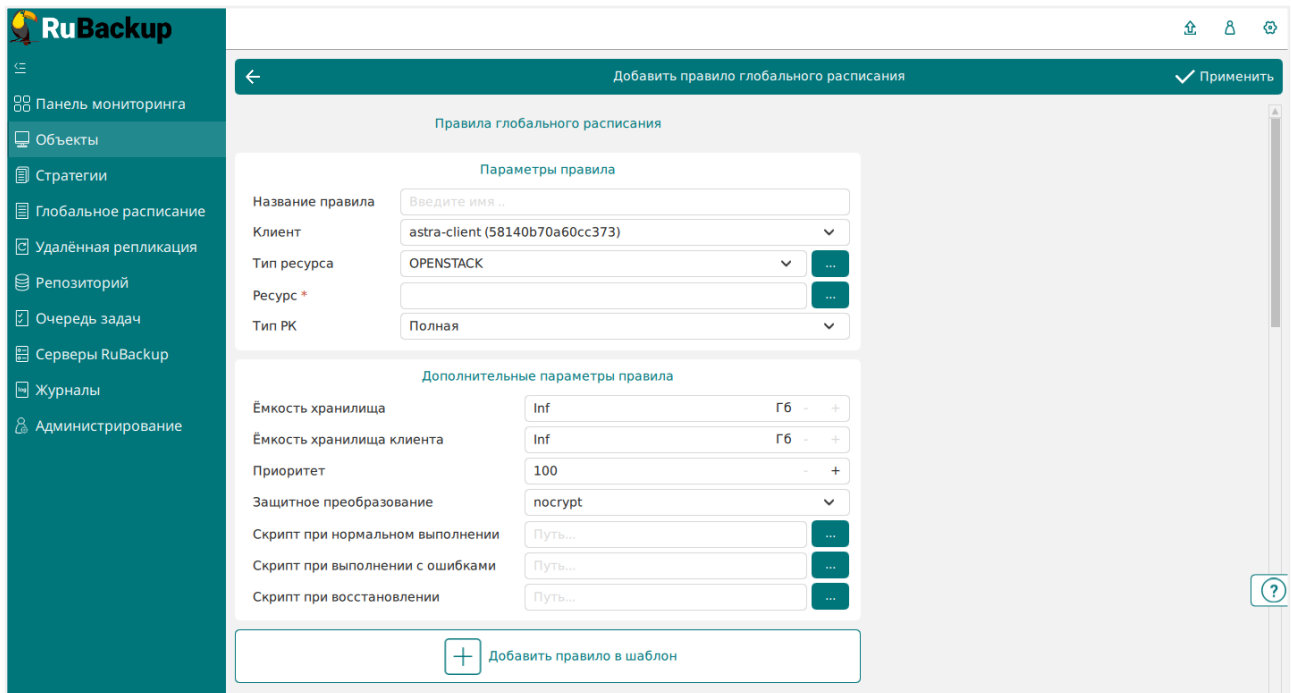 RuBackup
Панель мониторинга
Объекты
Стратегии
Глобальное расписание
Удалённая репликация
Репозиторий
Очередь задач
Серверы RuBackup
Журналы
Администрирование
Добавить правило глобального расписания
Применить
Правила глобального расписания
Параметры правила
Название правила Введите имя ..
Клиент astra-client (58140b70a60cc373)
Тип ресурса OPENSTACK ...
Ресурс * ...
Тип РК Полная
Дополнительные параметры правила
Ёмкость хранилища Inf Гб - +
Ёмкость хранилища клиента Inf Гб - +
Приоритет 100 - +
Защитное преобразование nocrypt
Скрипт при нормальном выполнении Путь... ...
Скрипт при выполнении с ошибками Путь... ...
Скрипт при восстановлении Путь... ...
?
Добавить правило в шаблон